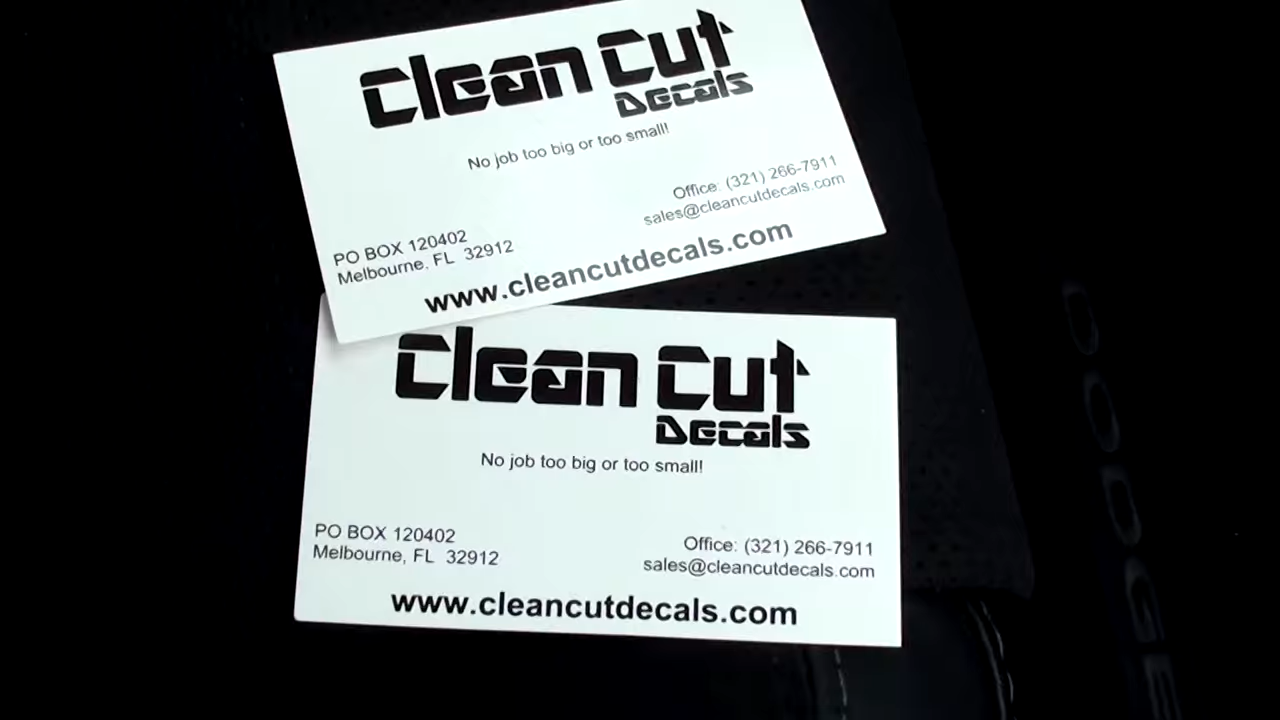 Clean Cut
Decals
No job too big or too small!
Office: (321) 266-7911
sales@cleancutdecals.com
PO BOX 120402
Melbourne, FL 32912
www.cleancutdecals.com
Clean Cut
Decals
No job too big or too small!
PO BOX 120402
Melbourne, FL 32912
Office: (321) 266-7911
sales@cleancutdecals.com
www.cleancutdecals.com
DODGE